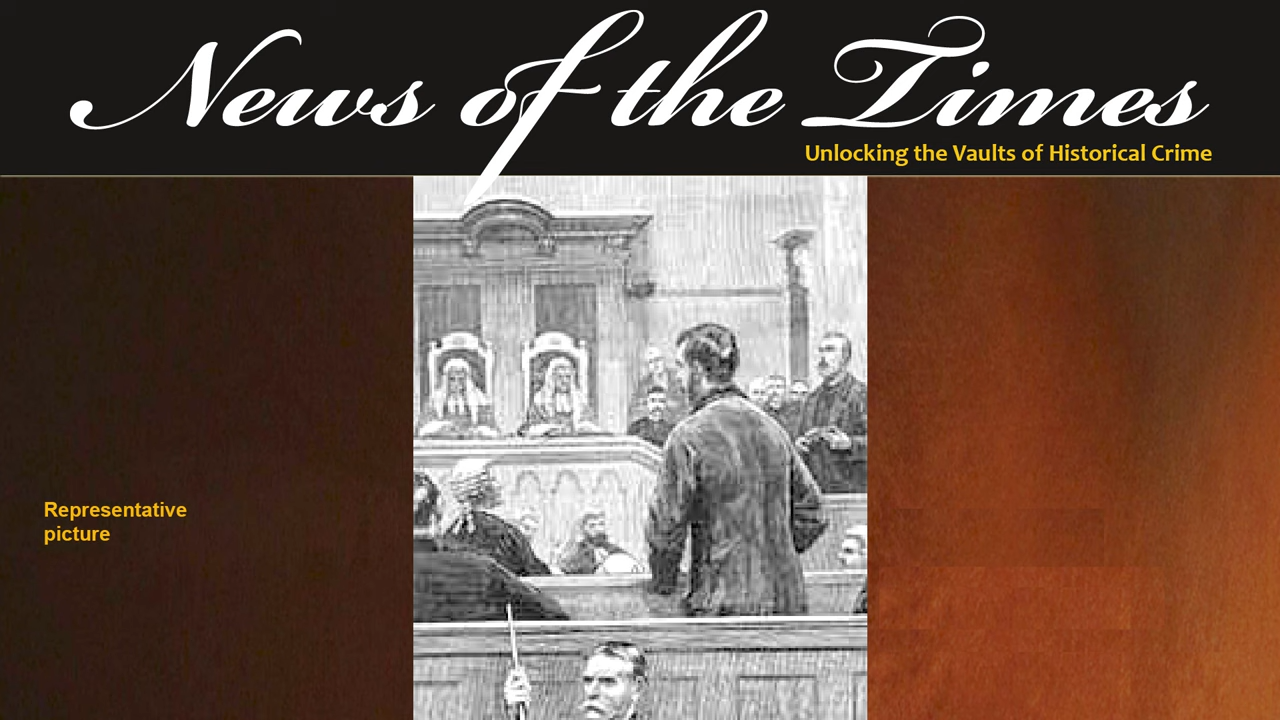 News of the Times
Unlocking the Vaults of Historical Crime
Representative
picture